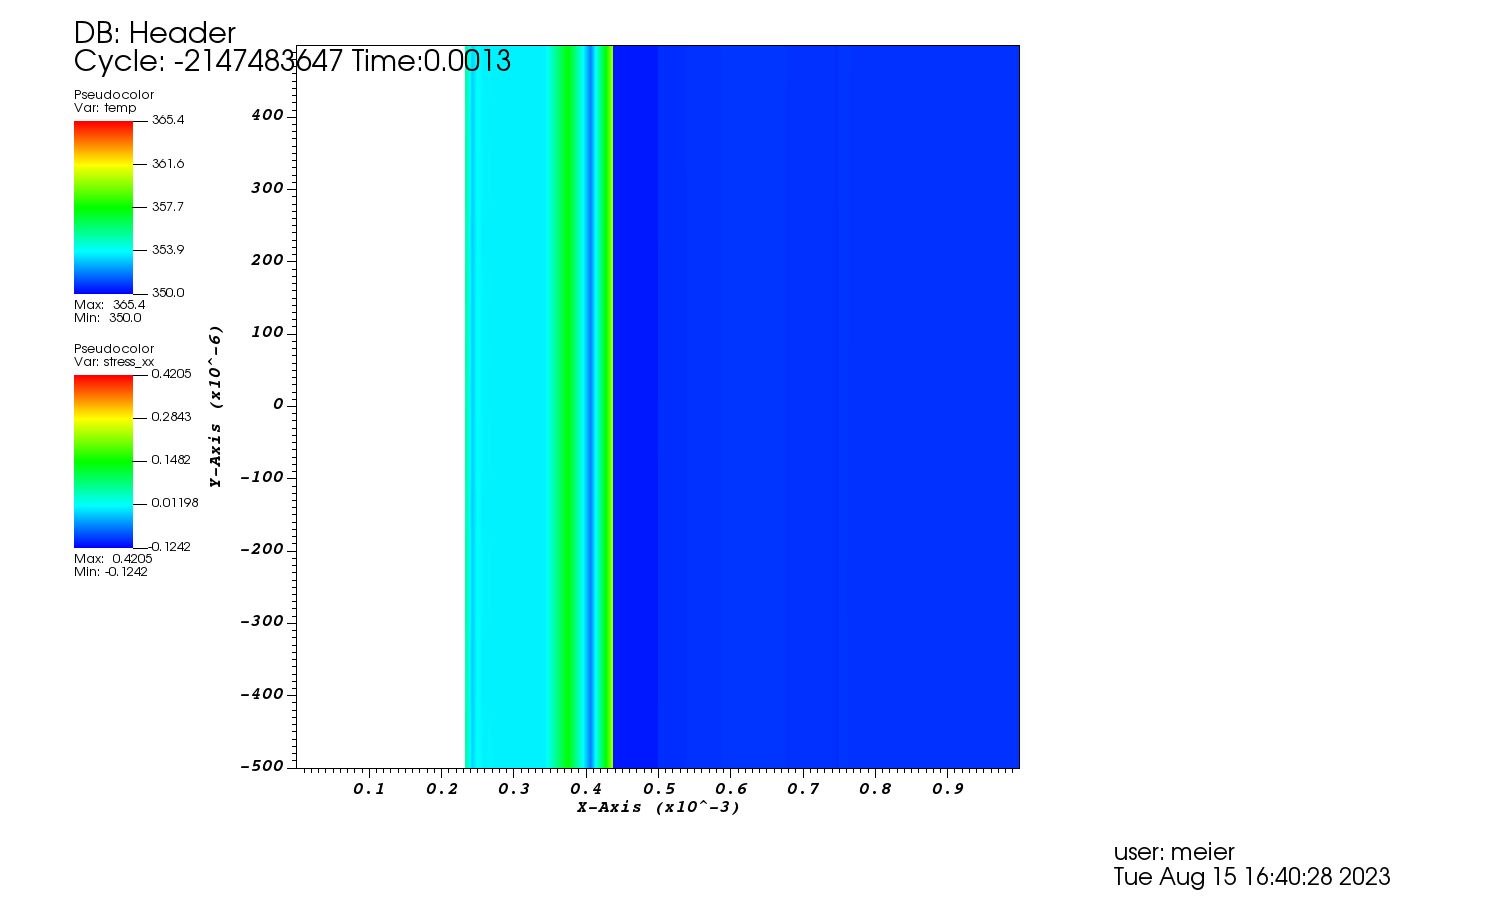 DB: Header
Cycle: -2147483647 Time:0.0013
Pseudocolor
Var: temp
365.4
361.6
357.7
353.9
350.0
Max: 365.4
Min: 350.0
Pseudocolor
Var: stress_xx
0.4205
0.2843
0.1482
0.01198
-0.1242
Max: 0.4205
Min: -0.1242
Y-Axis (x10^-6)
400
300
200
100
0
-100
-200
-300
-400
-500
0.1 0.2 0.3 0.4 0.5 0.6 0.7 0.8 0.9
X-Axis (x10^-3)
user: meier
Tue Aug 15 16:40:28 2023